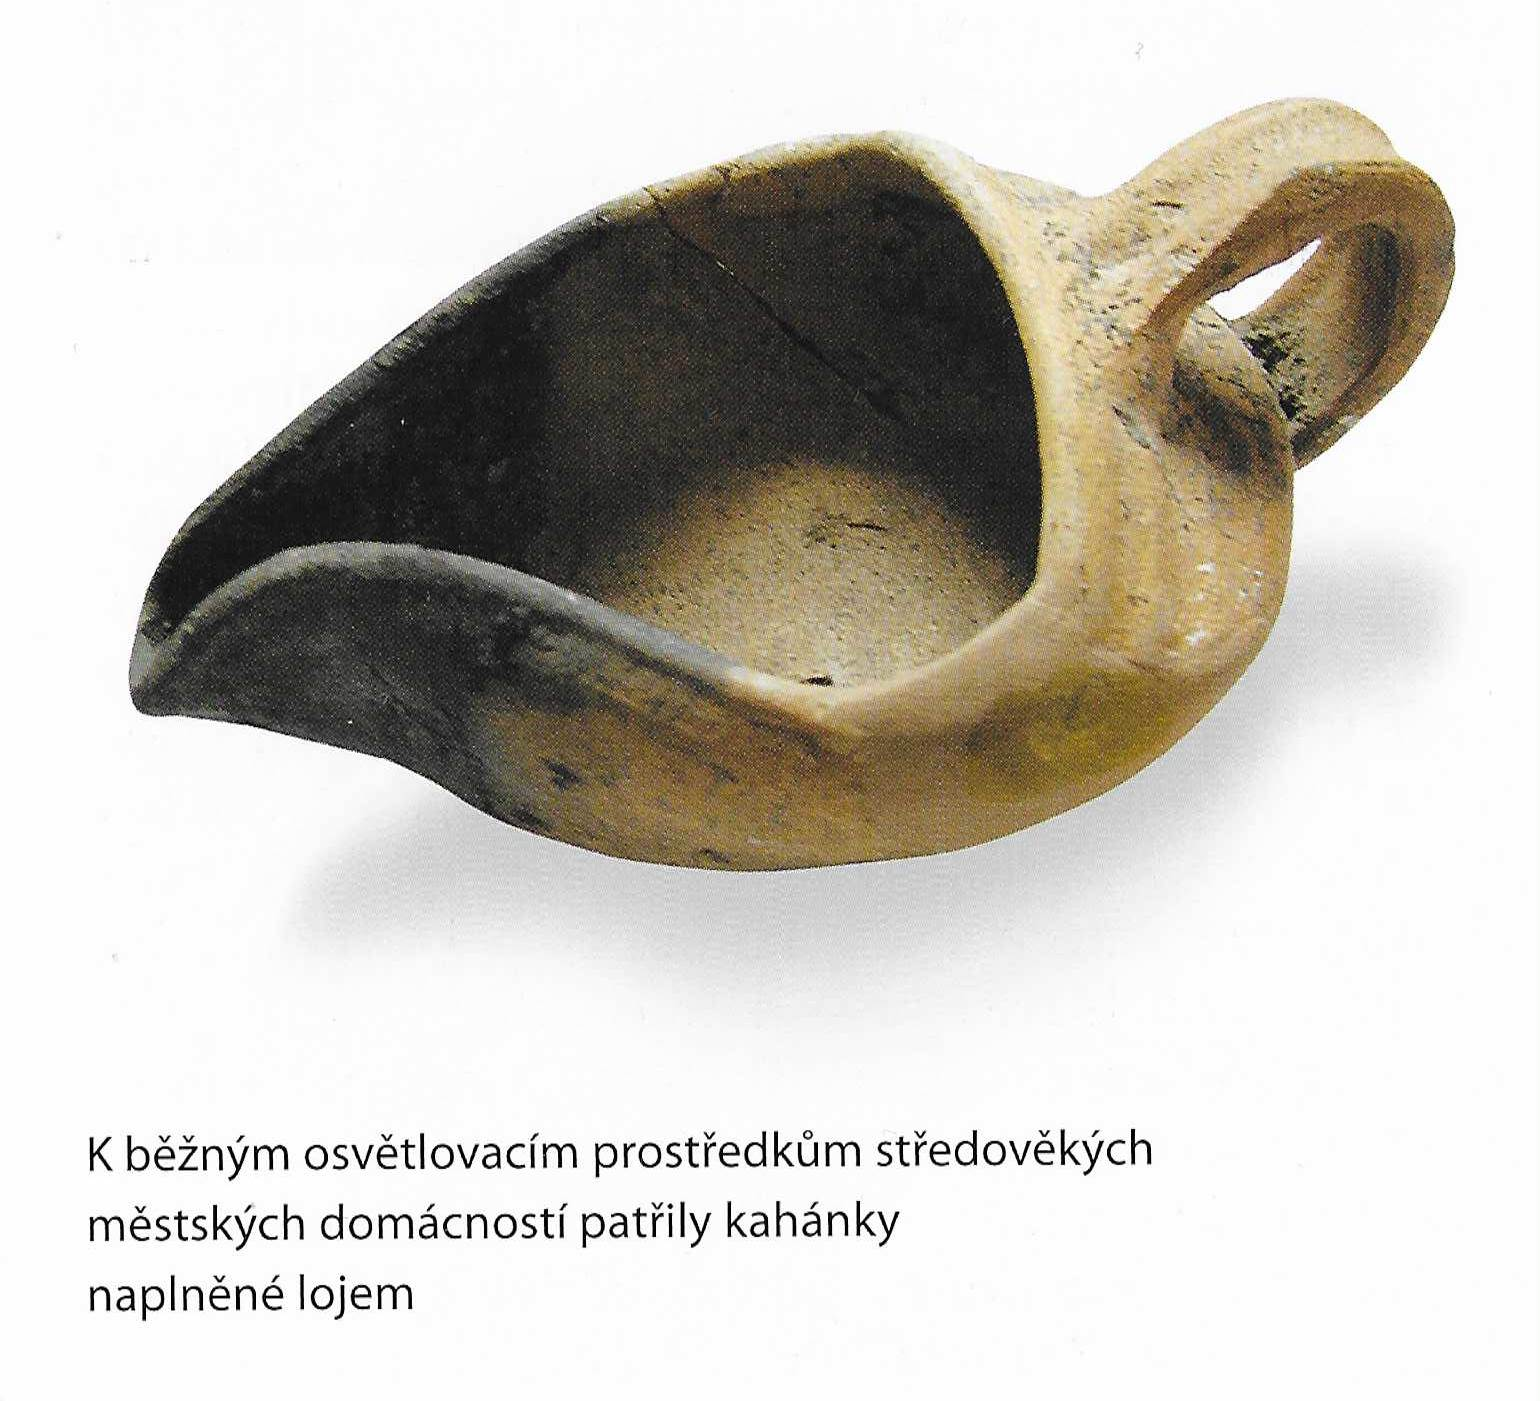 K běžným osvětlovacím prostředkům středověkých
městských domácností patřily kahánky
naplněné lojem